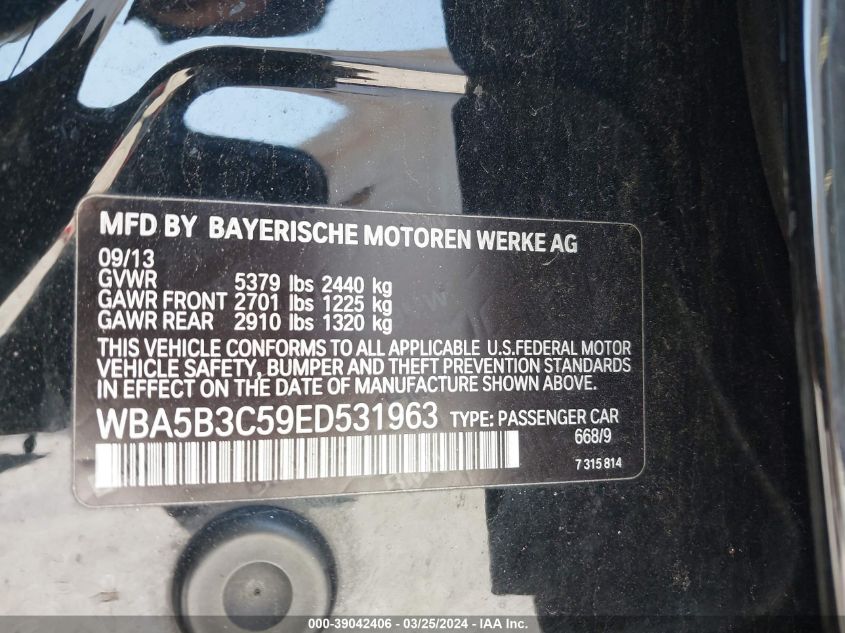 MFD BY BAYERISCHE MOTOREN WERKE AG
09/13
GVWR 5379 lbs 2440 kg
GAWR FRONT 2701 lbs 1225 kg
GAWR REAR 2910 lbs 1320 kg
THIS VEHICLE CONFORMS TO ALL APPLICABLE U.S.FEDERAL MOTOR
VEHICLE SAFETY, BUMPER AND THEFT PREVENTION STANDARDS
IN EFFECT ON THE DATE OF MANUFACTURE SHOWN ABOVE.
WBA5B3C59ED531963 TYPE: PASSENGER CAR
668/9
7 315 814
000-39042406 - 03/25/2024 - IAA Inc.